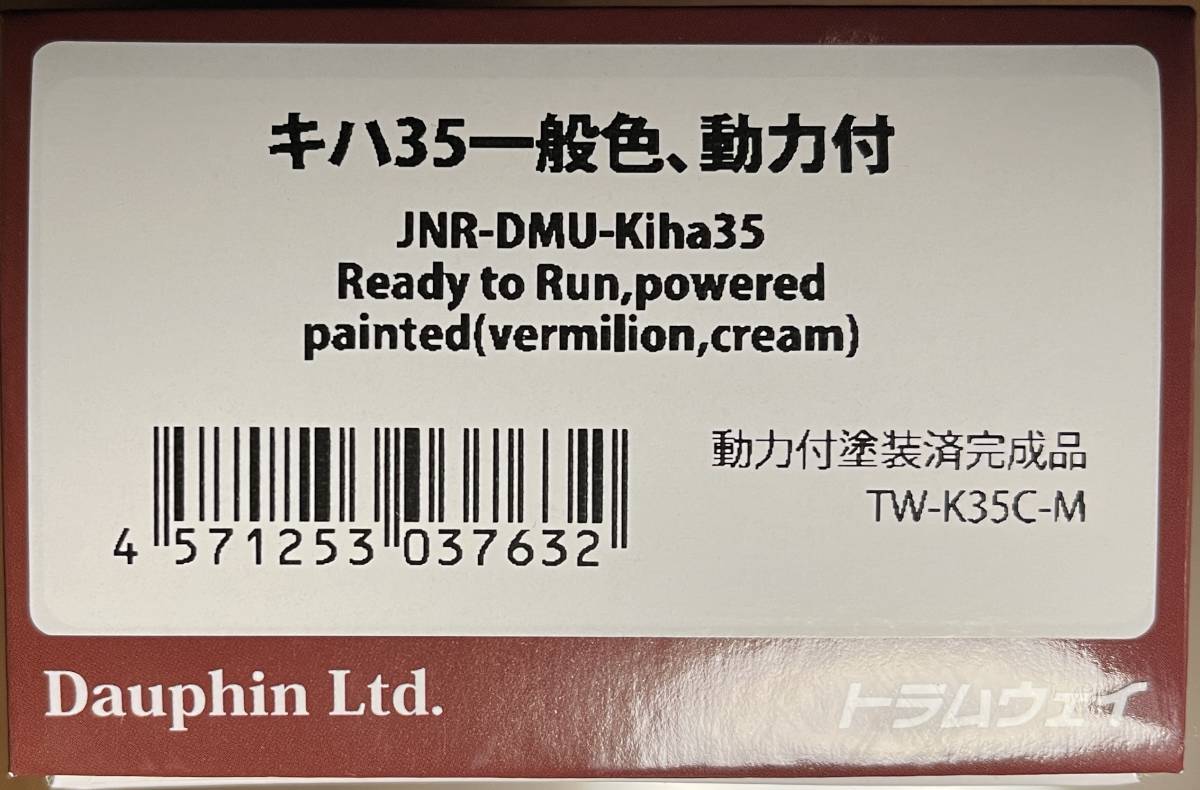 キハ35一般色、動力付
JNR-DMU-Kiha35
Ready to Run,powered
painted(vermilion,cream)
動力付塗装済完成品
TW-K35C-M
4 571253 037632
Dauphin Ltd.
トラムウェイ